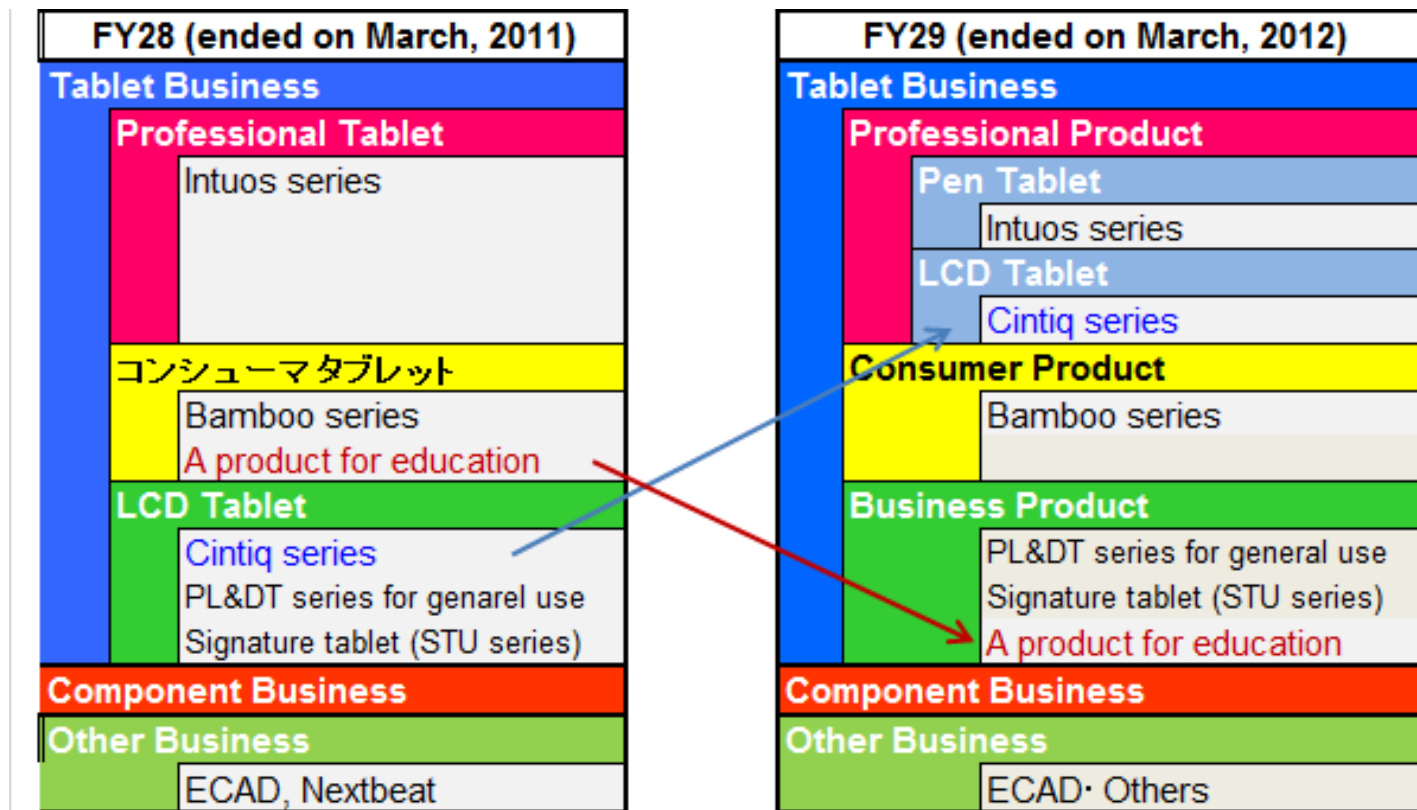 FY28 (ended on March, 2011)
Tablet Business
Professional Tablet
Intuos series
コンシューマタブレット
Bamboo series
A product for education
LCD Tablet
Cintiq series
PL&DT series for genarel use
Signature tablet (STU series)
Component Business
Other Business
ECAD, Nextbeat
FY29 (ended on March, 2012)
Tablet Business
Professional Product
Pen Tablet
Intuos series
LCD Tablet
Cintiq series
Consumer Product
Bamboo series
Business Product
PL&DT series for general use
Signature tablet (STU series)
A product for education
Component Business
Other Business
ECAD· Others